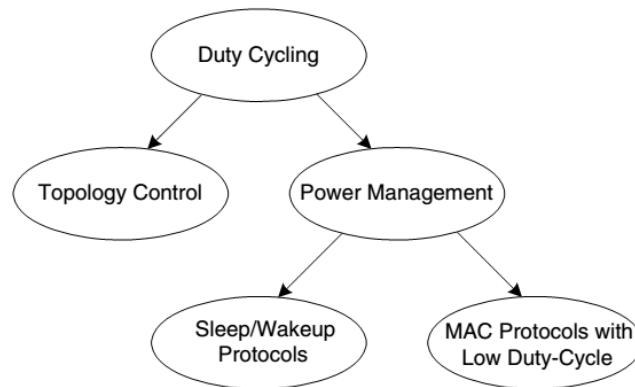 Duty Cycling
Topology Control
Power Management
Sleep/Wakeup
Protocols
MAC Protocols with
Low Duty-Cycle